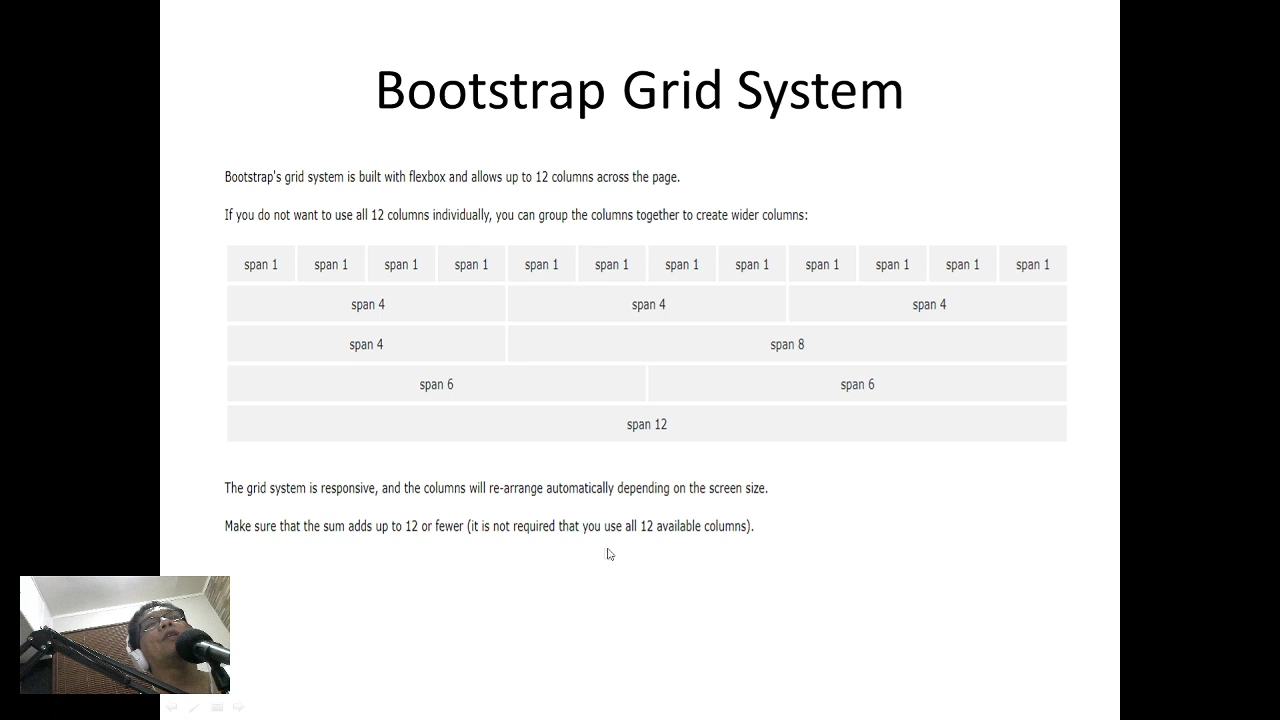 Bootstrap Grid System
Bootstrap's grid system is built with flexbox and allows up to 12 columns across the page.
If you do not want to use all 12 columns individually, you can group the columns together to create wider columns:
span 1 span 1 span 1 span 1 span 1 span 1 span 1 span 1 span 1 span 1 span 1 span 1
span 4 span 4 span 4
span 4 span 8
span 6 span 6
span 12
The grid system is responsive, and the columns will re-arrange automatically depending on the screen size.
Make sure that the sum adds up to 12 or fewer (it is not required that you use all 12 available columns).